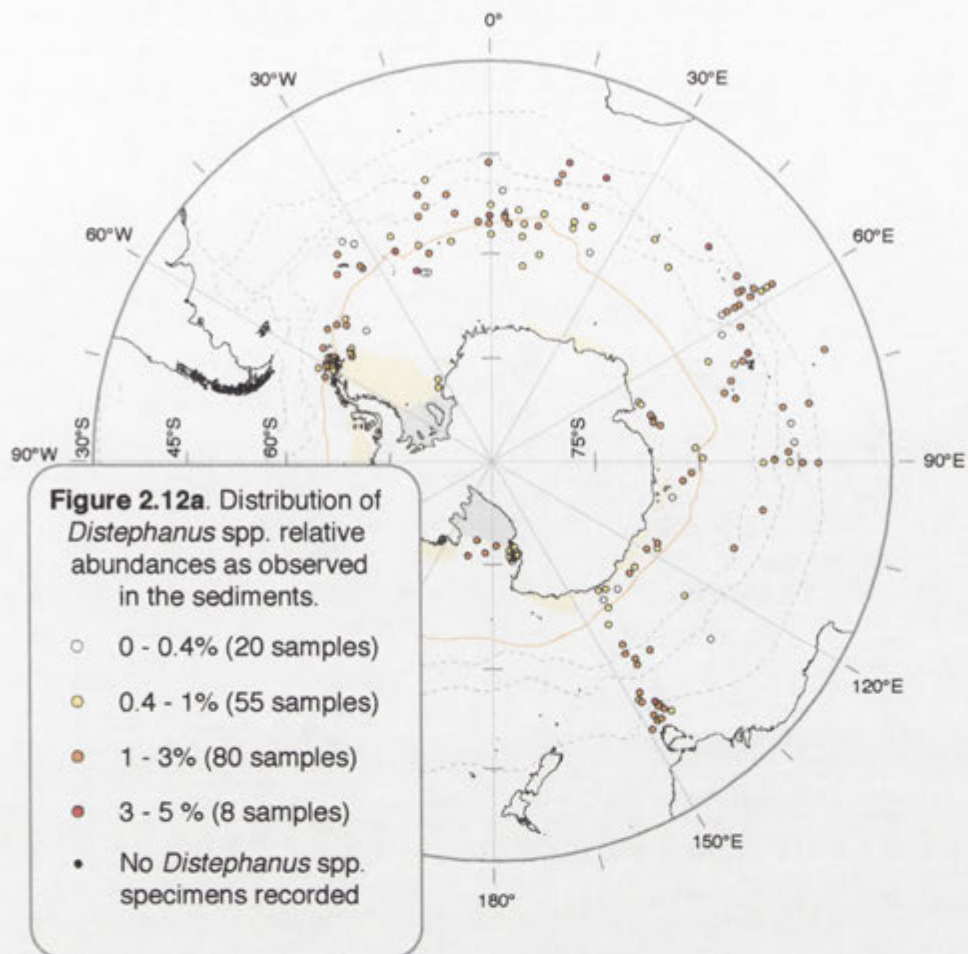 0°
30°W
30°E
60°W
60°E
90°W
30°S
45°S
60°S
75°S
90°E
120°E
150°E
180°
Figure 2.12a. Distribution of
Distephanus spp. relative
abundances as observed
in the sediments.
0 - 0.4% (20 samples)
0.4 - 1% (55 samples)
1 - 3% (80 samples)
3 - 5 % (8 samples)
No Distephanus spp.
specimens recorded